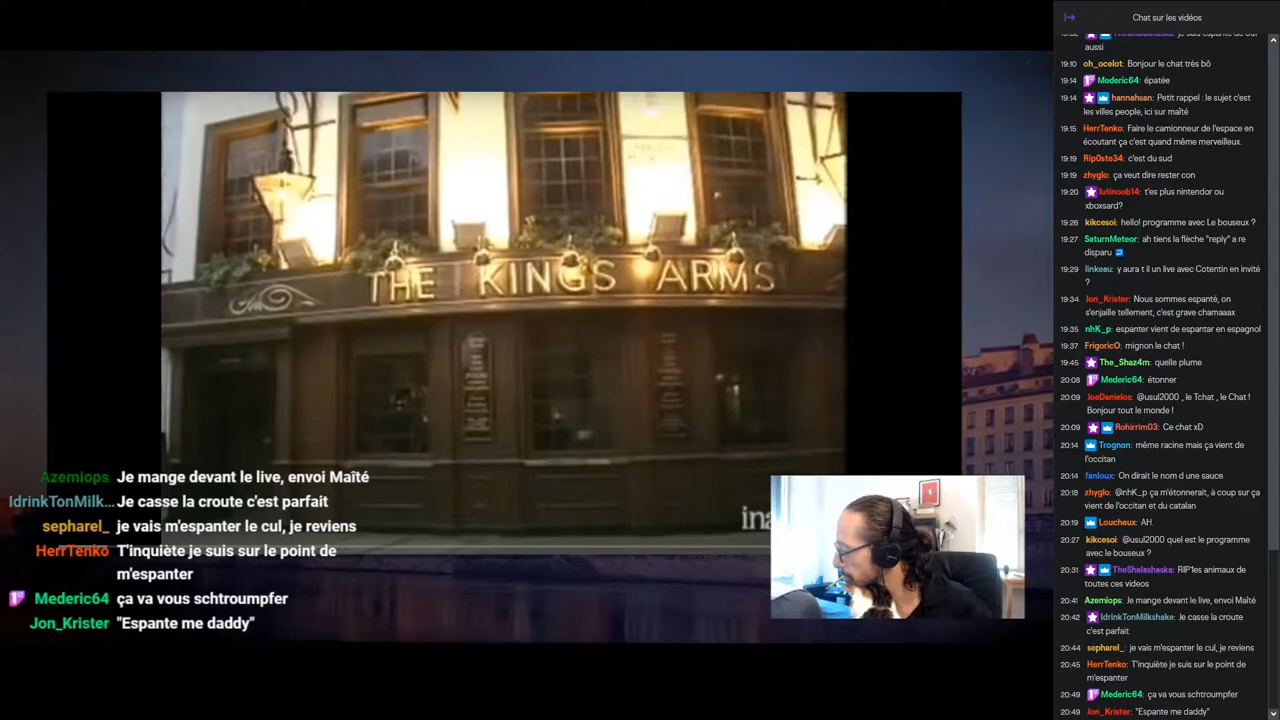 THE KINGS ARMS
ina
Azemiops Je mange devant le live, envoi Maîté
IdrinkTonMilk... Je casse la croute c'est parfait
sepharel_ je vais m'espanter le cul, je reviens
HerrTenko T'inquiète je suis sur le point de
m'espanter
Mederic64 ça va vous schtroumpfer
Jon_Krister "Espante me daddy"
Chat sur les vidéos
aussi
19:10 oh_ocelot: Bonjour le chat très bô
19:14 Mederic64: épatée
19:14 hannahsan: Petit rappel : le sujet c'est
les villes people, ici sur maîté
19:15 HerrTenko: Faire le camionneur de l'espace en
écoutant ça c'est quand même merveilleux.
19:19 Rip0ste34: c'est du sud
19:19 zhyglo: ça veut dire rester con
19:20 lutinoob14: t'es plus nintendor ou
xboxsard?
19:26 kikcesoi: hello! programme avec Le bouseux ?
19:27 SaturnMeteor: ah tiens la flèche "reply" a re
disparu
19:29 linkeau: y aura t il un live avec Cotentin en invité
?
19:34 Jon_Krister: Nous sommes espanté, on
s'enjaille tellement, c'est grave chamaaax
19:35 nhK_p: espanter vient de espantar en espagnol
19:37 FrigoricO: mignon le chat !
19:45 The_Shaz4m: quelle plume
20:08 Mederic64: étonner
20:09 JoeDanielos: @usul2000 , le Tchat , le Chat !
Bonjour tout le monde !
20:09 Rohirrim03: Ce chat xD
20:14 Trognon: même racine mais ça vient de
l'occitan
20:14 fanloux: On dirait le nom d une sauce
20:18 zhyglo: @nhK_p ça m'étonnerait, à coup sur ça
vient de l'occitan et du catalan
20:19 Loucheux: AH.
20:27 kikcesoi: @usul2000 quel est le programme
avec le bouseux ?
20:31 TheShalashaska: RIP1es animaux de
toutes ces videos
20:41 Azemiops: Je mange devant le live, envoi Maîté
20:42 IdrinkTonMilkshake: Je casse la croute
c'est parfait
20:44 sepharel_: je vais m'espanter le cul, je reviens
20:45 HerrTenko: T'inquiète je suis sur le point de
m'espanter
20:49 Mederic64: ça va vous schtroumpfer
20:49 Jon_Krister: "Espante me daddy"